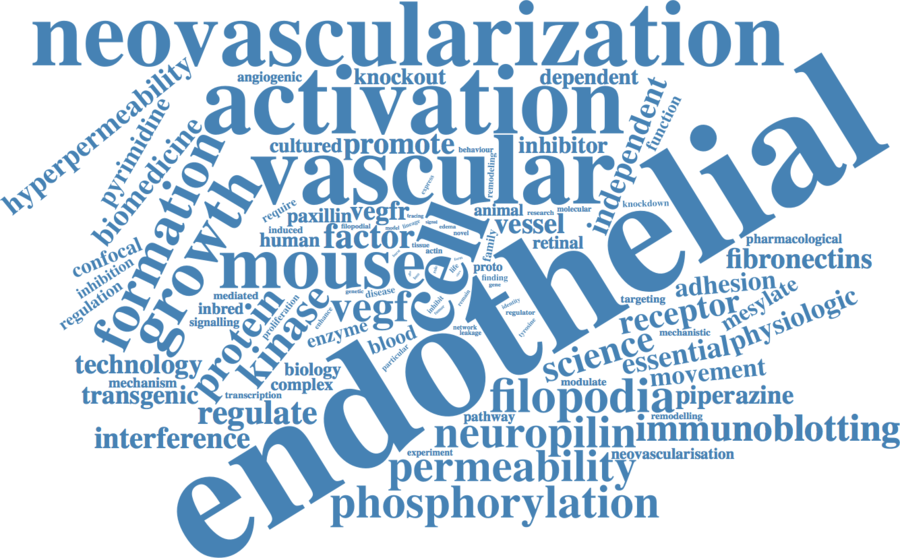 neovascularization
angiogenic
knockout
dependent
activation
hyperpermeability
pyrimidine
biomedicine
independent
function
cultured
promote
behaviour
inhibitor
vascular
remodeling
express
require
formation
growth
paxillin
vegfr
tracing
animal
research
molecular
knockdown
filopodial
modul
lineage
signal
edema
vessel
induced
novel
human
factor
cell
family
retinal
tissue
actin
pharmacological
confocal
inhibition
regulation
mouse
life
proto
finding
gene
fibronectins
endothelial
adhesion
mediated
inbred
signalling
protein
proliferation
kinase
enhance
genetic
disease
vegf
inhibit
identity
regulator
targeting
receptor
mesylate
physiologic
enzyme
blood
network
leakage
tyrosine
mechanistic
particular
science
essential
technology
biology
mechanism
complex
transgenic
transcription
movement
modulate
filopodia
piperazine
regulate
pathway
remodelling
interference
neuropilin
immunoblotting
experiment
neovascularisation
permeability
phosphorylation